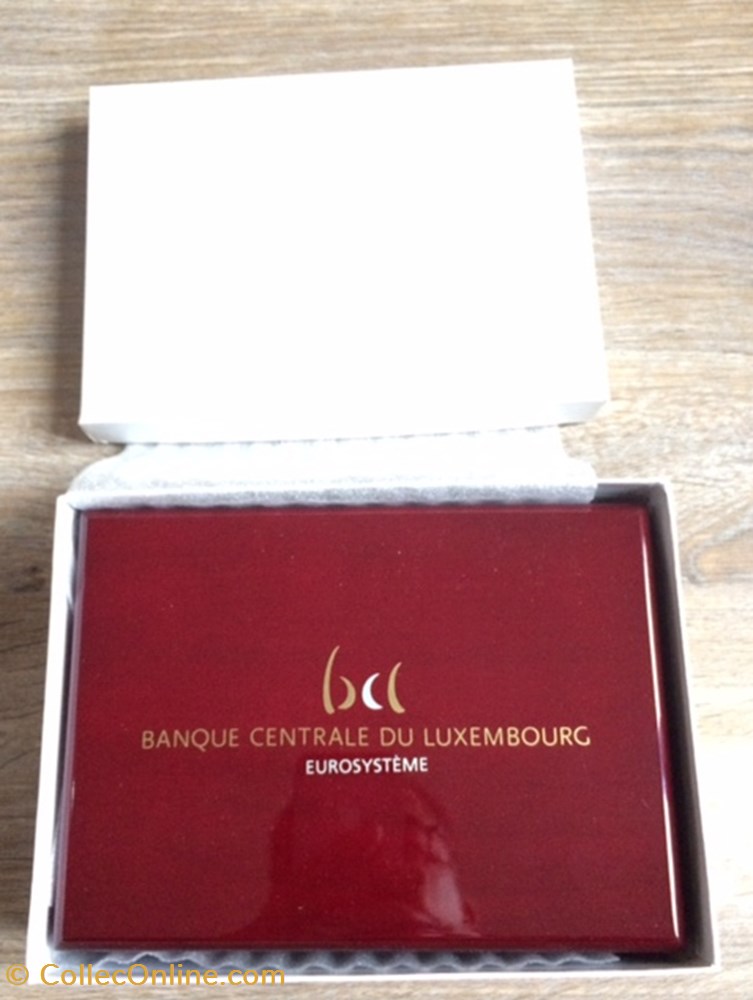 bcl
BANQUE CENTRALE DU LUXEMBOURG
EUROSYSTÈME
© CollecOnline.com